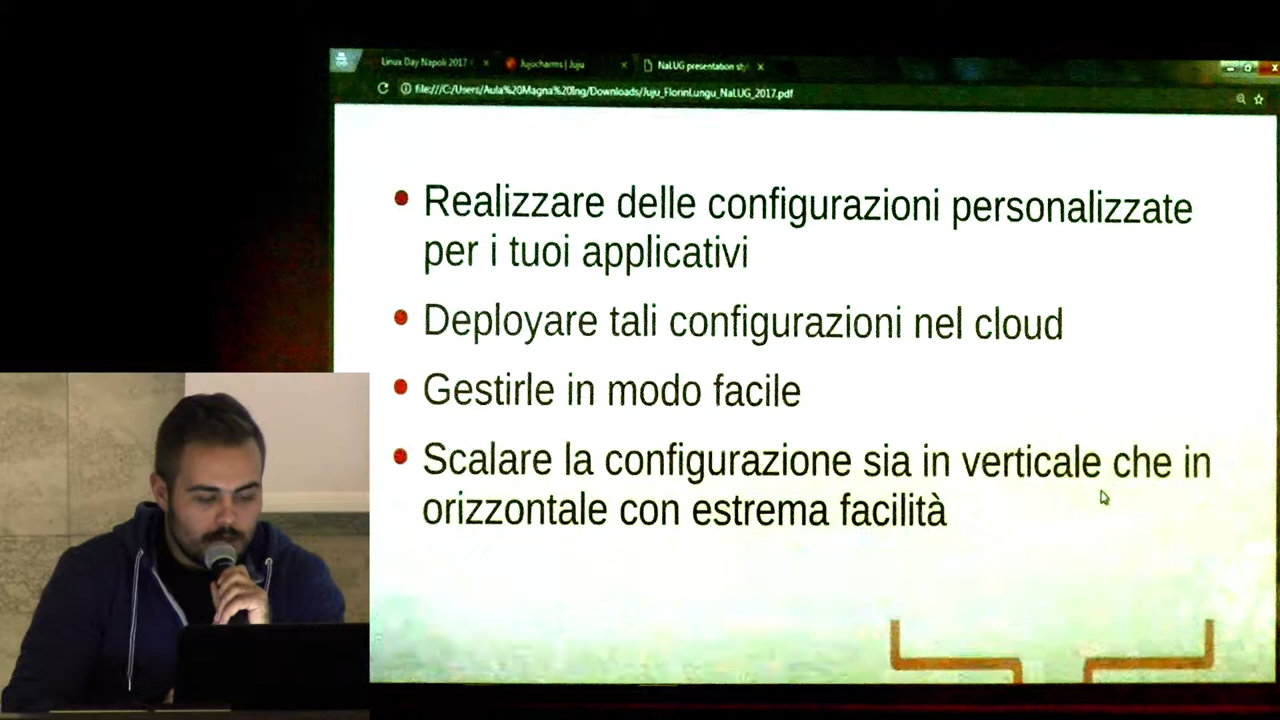 Linux Day Napoli 2017
Jujucharms | Juju
NaLUG presentation sty
file:///C:/Users/Aula%20Magna%20Ing/Downloads/Juju_FlorinLungu_NaLUG_2017.pdf
Realizzare delle configurazioni personalizzate
per i tuoi applicativi
Deployare tali configurazioni nel cloud
Gestirle in modo facile
Scalare la configurazione sia in verticale che in
orizzontale con estrema facilità